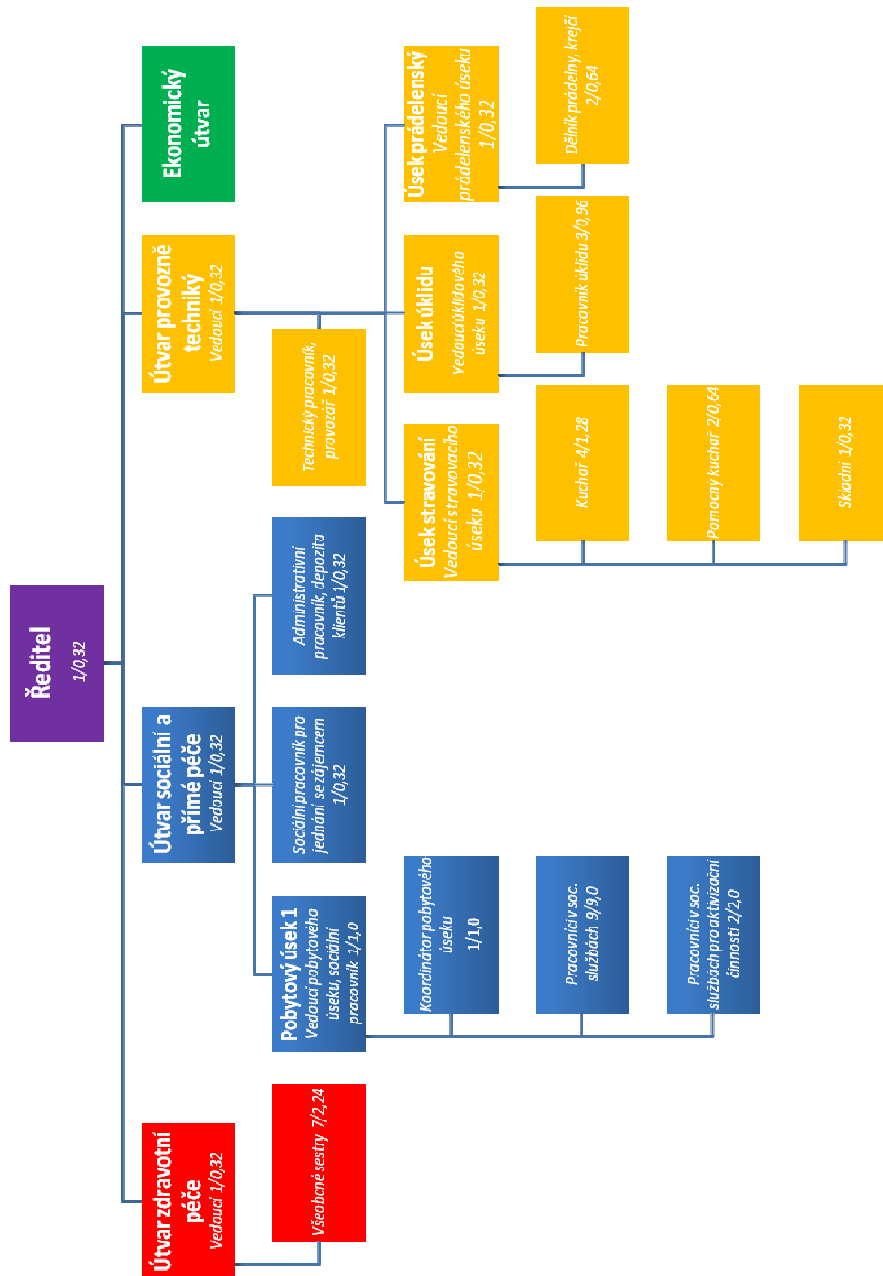 Ředitel
1/0,32
Útvar zdravotní
péče
Vedoucí 1/0,32
Všeobecné sestry 7/2,24
Útvar sociální a
přímé péče
Vedoucí 1/0,32
Pobytový úsek 1
Vedoucí pobytového
úseku, sociální
pracovník 1/1,0
Koordinátor pobytového
úseku
1/1,0
Pracovníci v soc.
službách 9/9,0
Pracovníci v soc.
službách pro aktivizační
činnosti 2/2,0
Sociální pracovník pro
jednání se zájemcem
1/0,32
Administrativní
pracovník, depozita
klientů 1/0,32
Útvar provozně
techniký
Vedoucí 1/0,32
Technický pracovník,
provozář 1/0,32
Úsek stravování
Vedoucí stravovacího
úseku 1/0,32
Kuchař 4/1,28
Pomocný kuchař 2/0,64
Skladní 1/0,32
Úsek úklidu
Vedoucí úklidového
úseku 1/0,32
Pracovník úklidu 3/0,96
Úsek prádelenský
Vedoucí
prádelenského úseku
1/0,32
Dělník prádelny, krejčí
2/0,64
Ekonomický
útvar